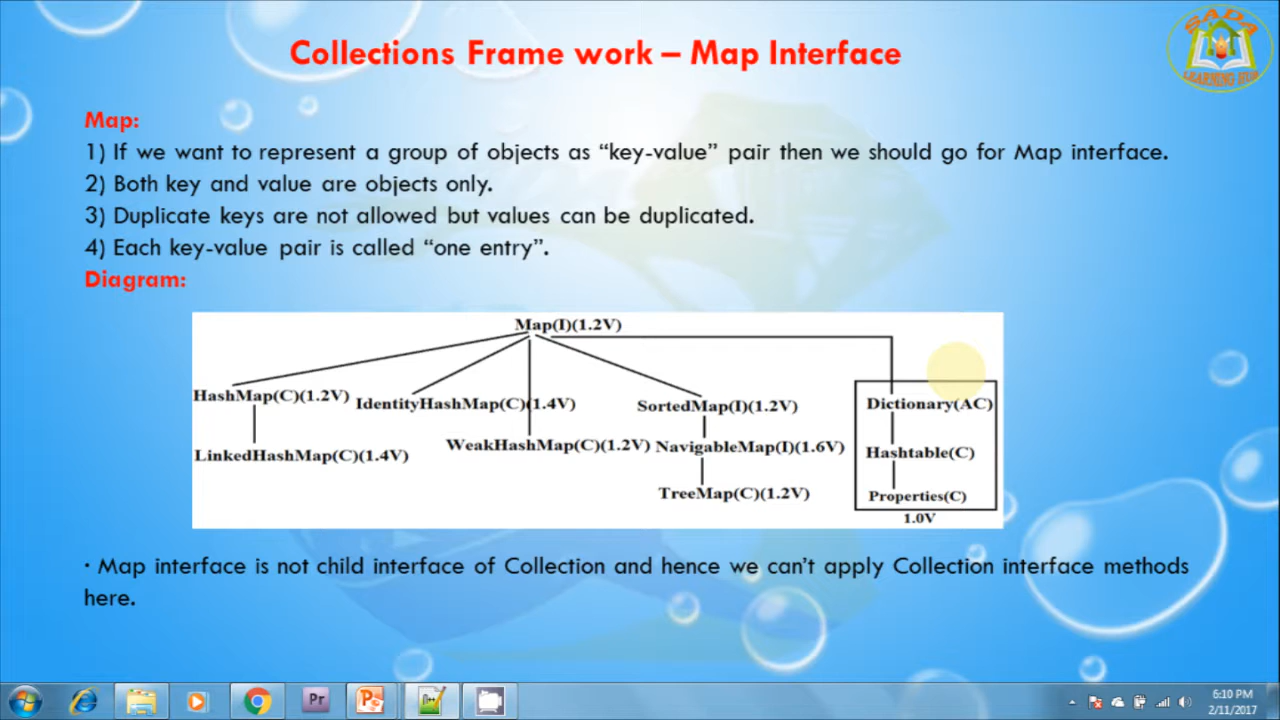 Collections Frame work – Map Interface
SADA
LEARNING HUB
Map:
1) If we want to represent a group of objects as “key-value” pair then we should go for Map interface.
2) Both key and value are objects only.
3) Duplicate keys are not allowed but values can be duplicated.
4) Each key-value pair is called “one entry”.
Diagram:
Map(I)(1.2V)
HashMap(C)(1.2V)
IdentityHashMap(C)(1.4V)
SortedMap(I)(1.2V)
Dictionary(AC)
LinkedHashMap(C)(1.4V)
WeakHashMap(C)(1.2V)
NavigableMap(I)(1.6V)
Hashtable(C)
TreeMap(C)(1.2V)
Properties(C)
1.0V
· Map interface is not child interface of Collection and hence we can’t apply Collection interface methods
here.
Pr
6:10 PM
2/11/2017